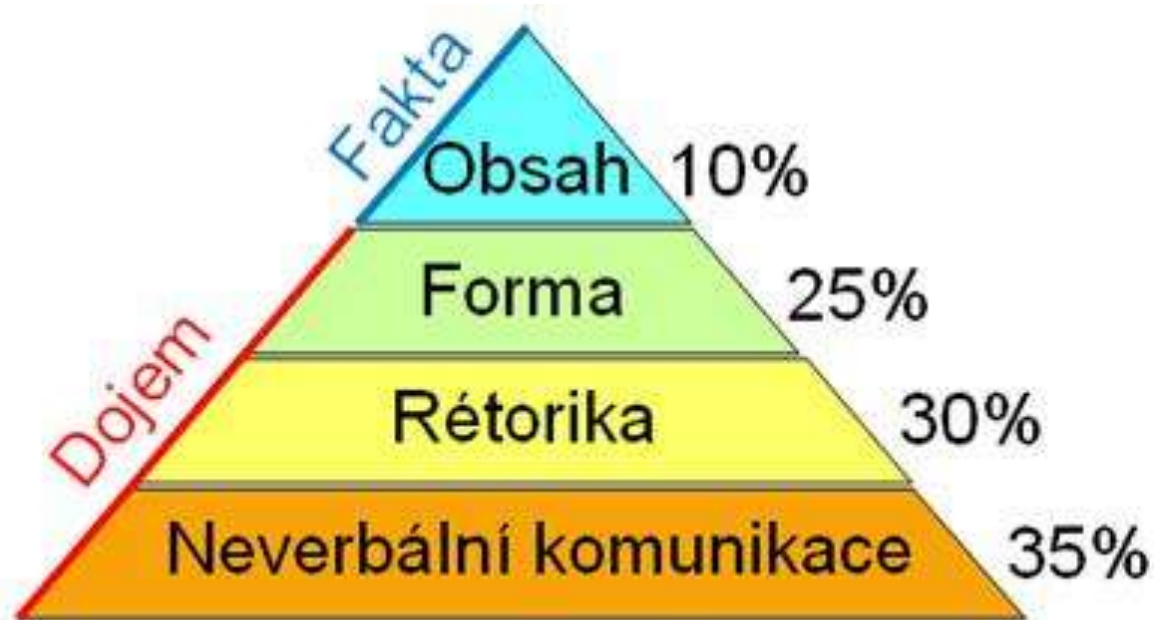 Fakta
Obsah 10%
Forma 25%
Dojem
Rétorika 30%
Neverbální komunikace 35%